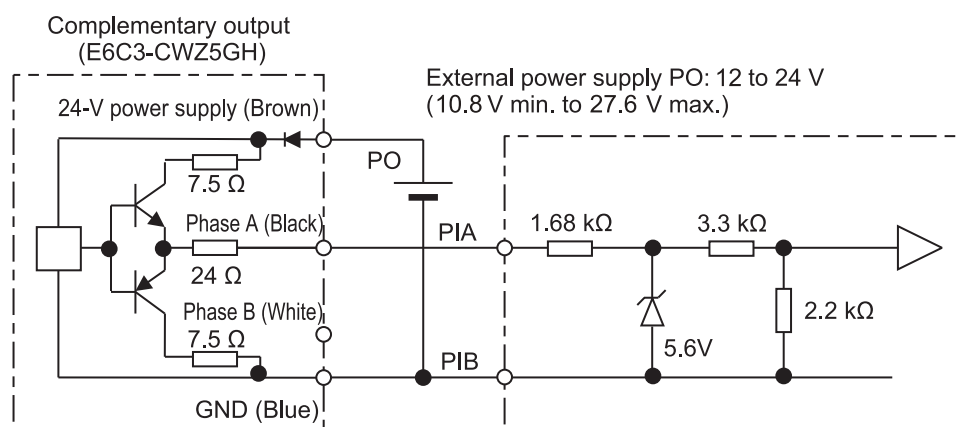 Complementary output
(E6C3-CWZ5GH)
External power supply PO: 12 to 24 V
(10.8 V min. to 27.6 V max.)
24-V power supply (Brown)
PO
7.5 Ω
Phase A (Black)
PIA
1.68 kΩ
3.3 kΩ
24 Ω
Phase B (White)
7.5 Ω
2.2 kΩ
5.6V
PIB
GND (Blue)